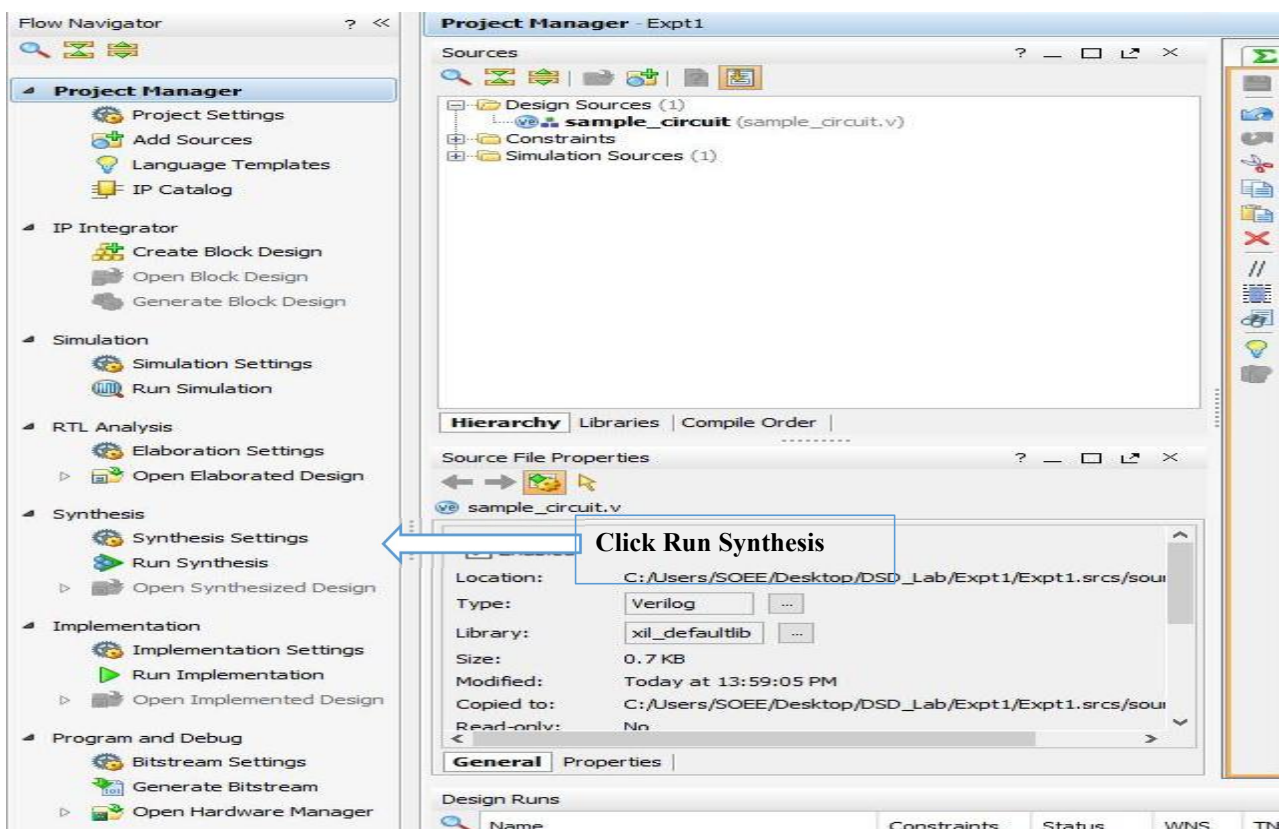 Flow Navigator ? <<
Project Manager
Project Settings
Add Sources
Language Templates
IP Catalog
IP Integrator
Create Block Design
Open Block Design
Generate Block Design
Simulation
Simulation Settings
Run Simulation
RTL Analysis
Elaboration Settings
Open Elaborated Design
Synthesis
Synthesis Settings
Run Synthesis
Open Synthesized Design
Implementation
Implementation Settings
Run Implementation
Open Implemented Design
Program and Debug
Bitstream Settings
Generate Bitstream
Open Hardware Manager
Project Manager - Expt1
Sources ?
Design Sources (1)
sample_circuit (sample_circuit.v)
Constraints
Simulation Sources (1)
Hierarchy Libraries Compile Order
Source File Properties ?
sample_circuit.v
Click Run Synthesis
Location: C:/Users/SOEE/Desktop/DSD_Lab/Expt1/Expt1.srcs/sour
Type: Verilog ...
Library: xil_defaultlib ...
Size: 0.7 KB
Modified: Today at 13:59:05 PM
Copied to: C:/Users/SOEE/Desktop/DSD_Lab/Expt1/Expt1.srcs/sour
Read-only: No
General Properties
Design Runs
Name Constraints Status WNS TN
Σ
//